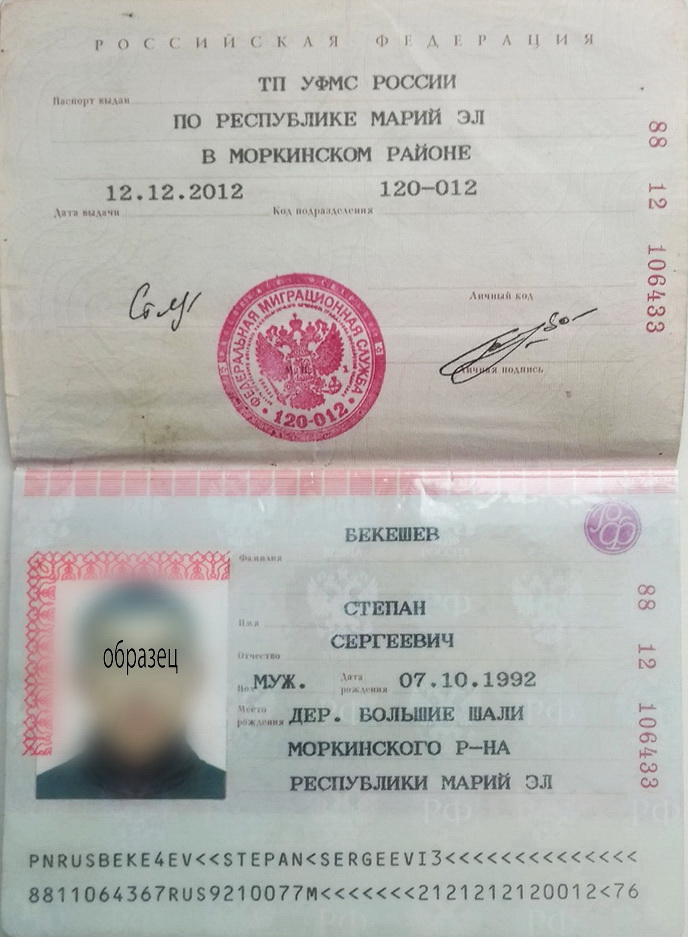 РОССИЙСКАЯ ФЕДЕРАЦИЯ
Паспорт выдан ТП УФМС РОССИИ
ПО РЕСПУБЛИКЕ МАРИЙ ЭЛ
В МОРКИНСКОМ РАЙОНЕ
12.12.2012 120-012
Дата выдачи Код подразделения
88 12 106433
Личный код
Личная подпись
ФЕДЕРАЛЬНАЯ МИГРАЦИОННАЯ СЛУЖБА
М.П. 1
• 120-012 •
РФ
БЕКЕШЕВ
Фамилия
СТЕПАН
Имя
СЕРГЕЕВИЧ
Отчество
Пол МУЖ. Дата рождения 07.10.1992
Место рождения ДЕР. БОЛЬШИЕ ШАЛИ
МОРКИНСКОГО Р-НА
РЕСПУБЛИКИ МАРИЙ ЭЛ
88 12 106433
образец
PNRUSBEKE4EV<<STEPAN<SERGEEVI3<<<<<<<<<<<<<<
8811064367RUS9210077M<<<<<<<2121212120012<76